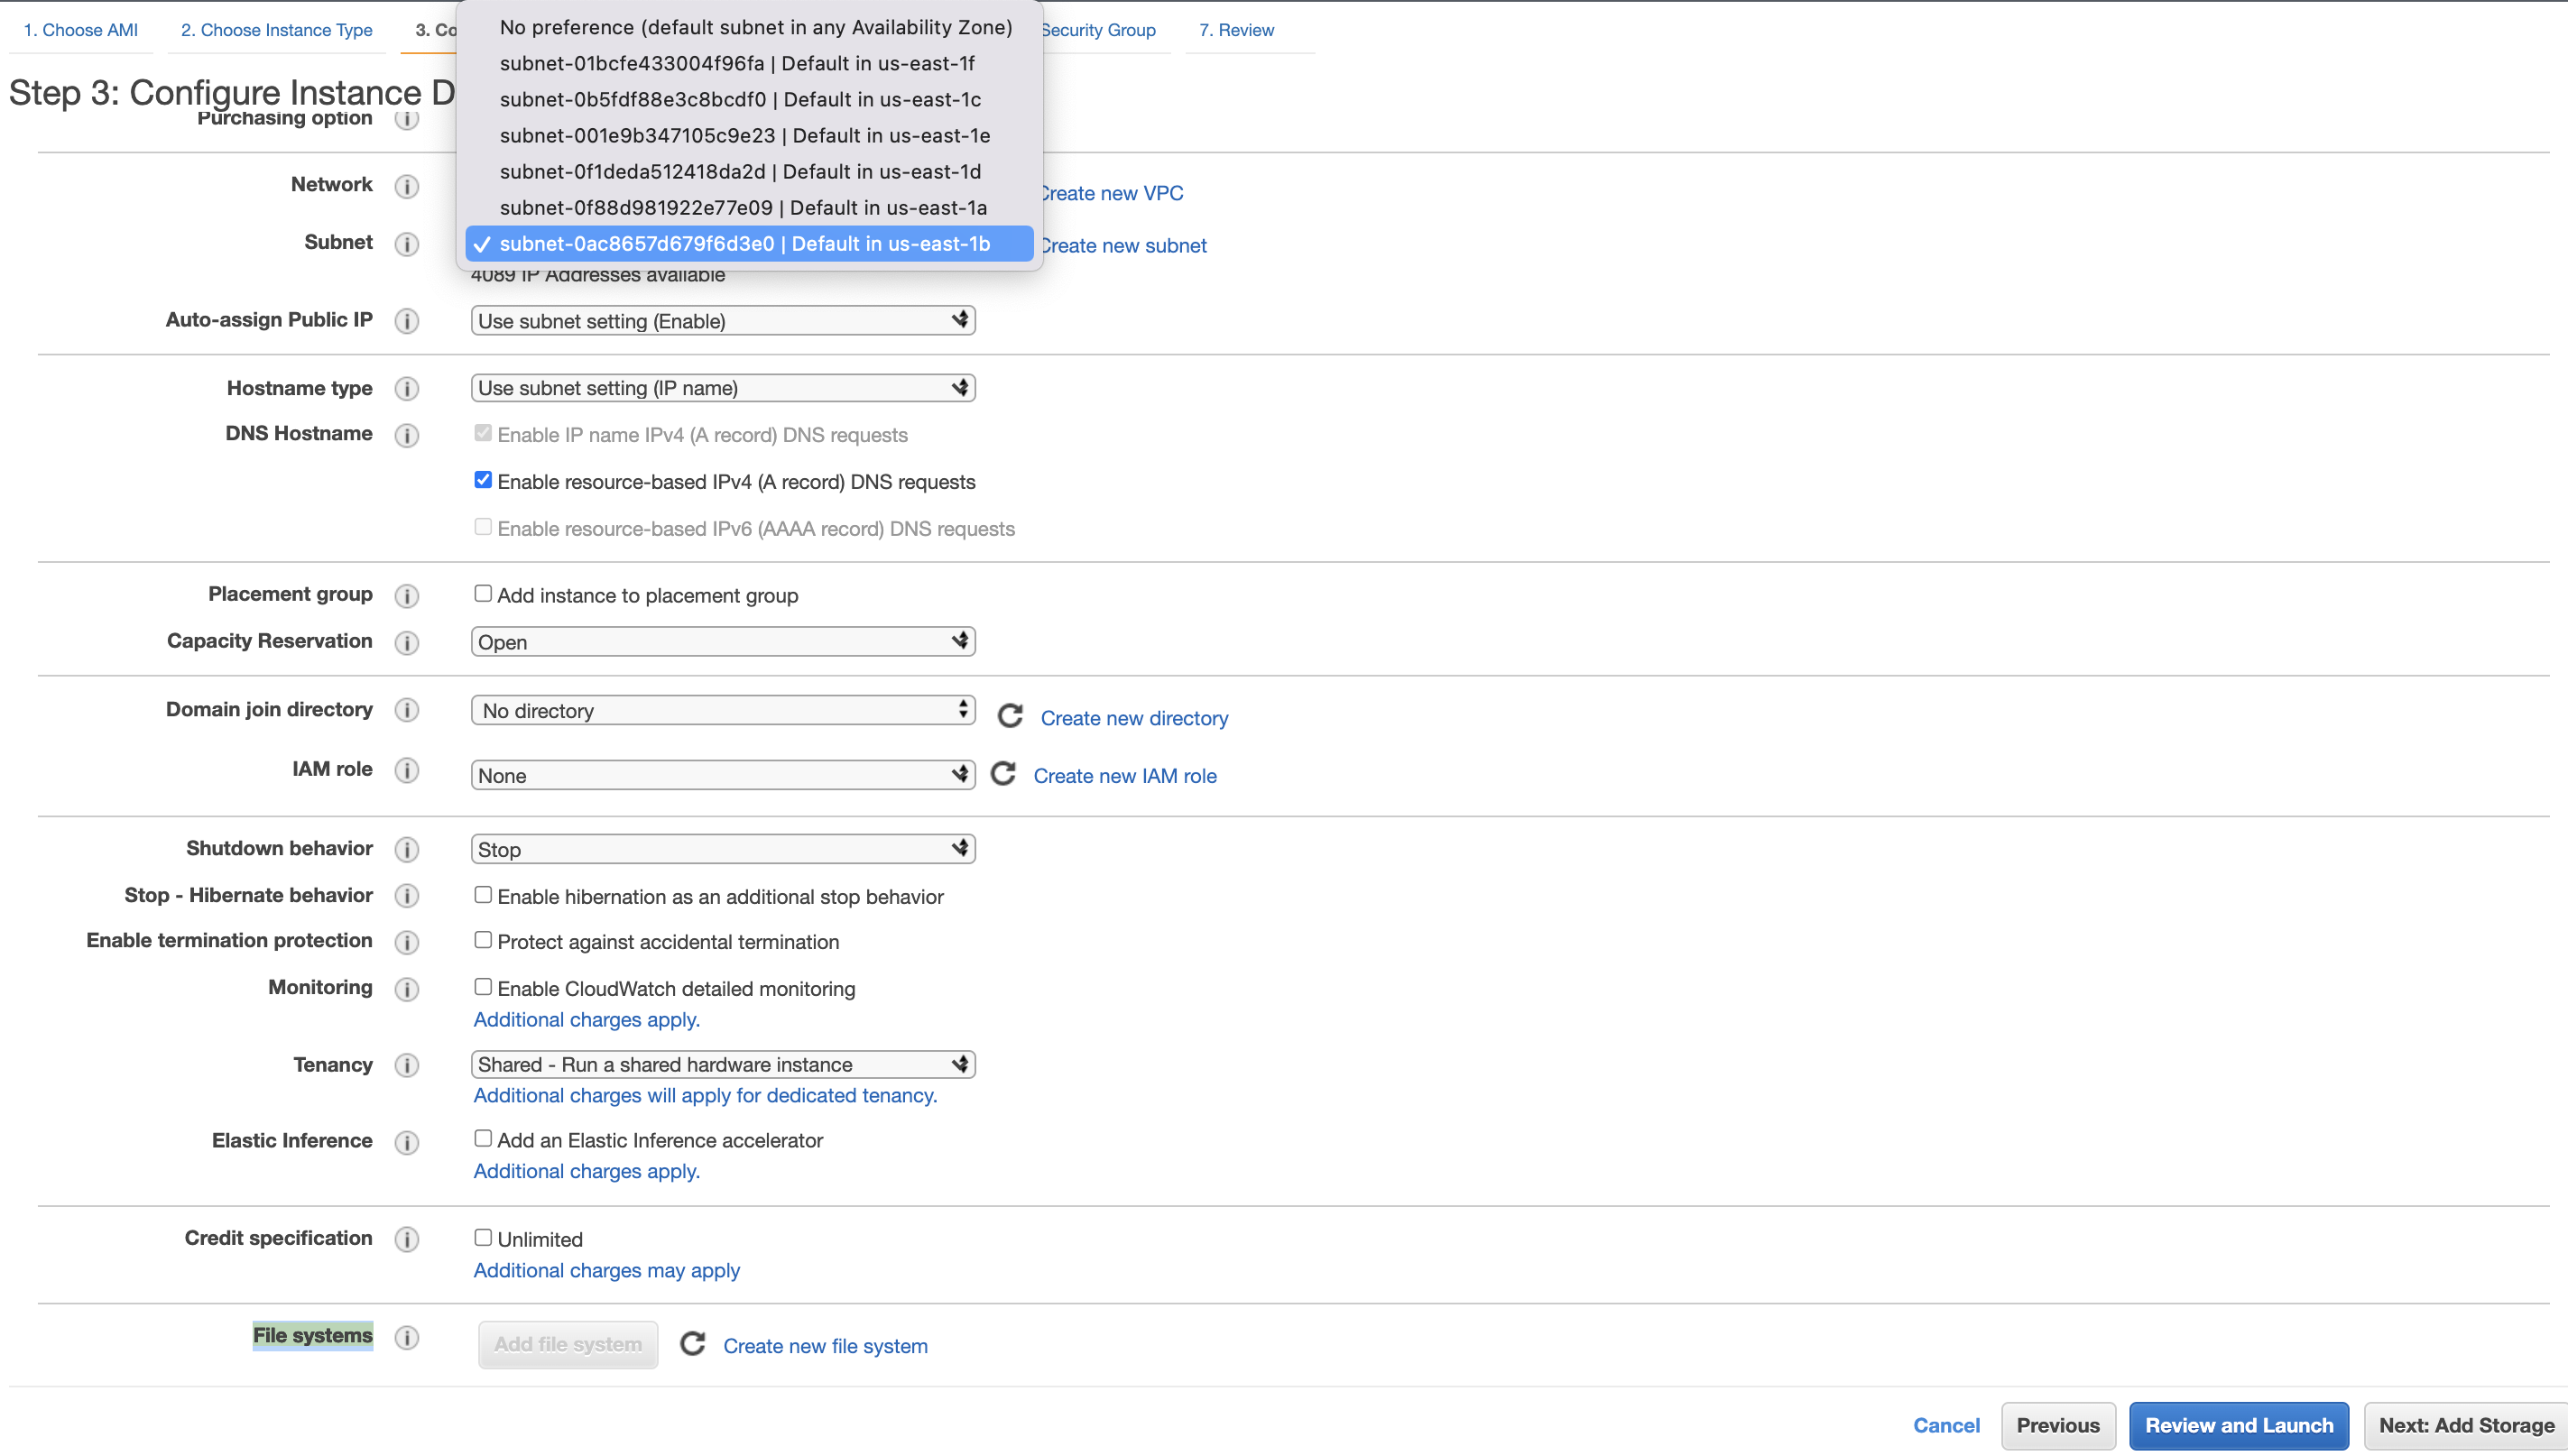 1. Choose AMI
2. Choose Instance Type
3. Co
Security Group
7. Review
Step 3: Configure Instance D
No preference (default subnet in any Availability Zone)
subnet-01bcfe433004f96fa | Default in us-east-1f
subnet-0b5fdf88e3c8bcdf0 | Default in us-east-1c
subnet-001e9b347105c9e23 | Default in us-east-1e
subnet-0f1deda512418da2d | Default in us-east-1d
subnet-0f88d981922e77e09 | Default in us-east-1a
✓ subnet-0ac8657d679f6d3e0 | Default in us-east-1b
Purchasing option
Network
Create new VPC
Subnet
Create new subnet
4089 IP Addresses available
Auto-assign Public IP
Use subnet setting (Enable)
Hostname type
Use subnet setting (IP name)
DNS Hostname
Enable IP name IPv4 (A record) DNS requests
Enable resource-based IPv4 (A record) DNS requests
Enable resource-based IPv6 (AAAA record) DNS requests
Placement group
Add instance to placement group
Capacity Reservation
Open
Domain join directory
No directory
Create new directory
IAM role
None
Create new IAM role
Shutdown behavior
Stop
Stop - Hibernate behavior
Enable hibernation as an additional stop behavior
Enable termination protection
Protect against accidental termination
Monitoring
Enable CloudWatch detailed monitoring
Additional charges apply.
Tenancy
Shared - Run a shared hardware instance
Additional charges will apply for dedicated tenancy.
Elastic Inference
Add an Elastic Inference accelerator
Additional charges apply.
Credit specification
Unlimited
Additional charges may apply
File systems
Add file system
Create new file system
Cancel
Previous
Review and Launch
Next: Add Storage